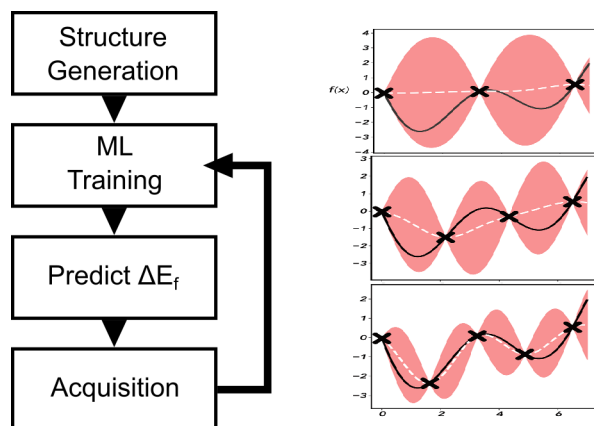 Structure
Generation
ML
Training
Predict ΔEf
Acquisition
4
3
2
1
f(x) 0
−1
−2
−3
−4
3
2
1
0
−1
−2
−3
2
1
0
−1
−2
−3
0 2 4 6